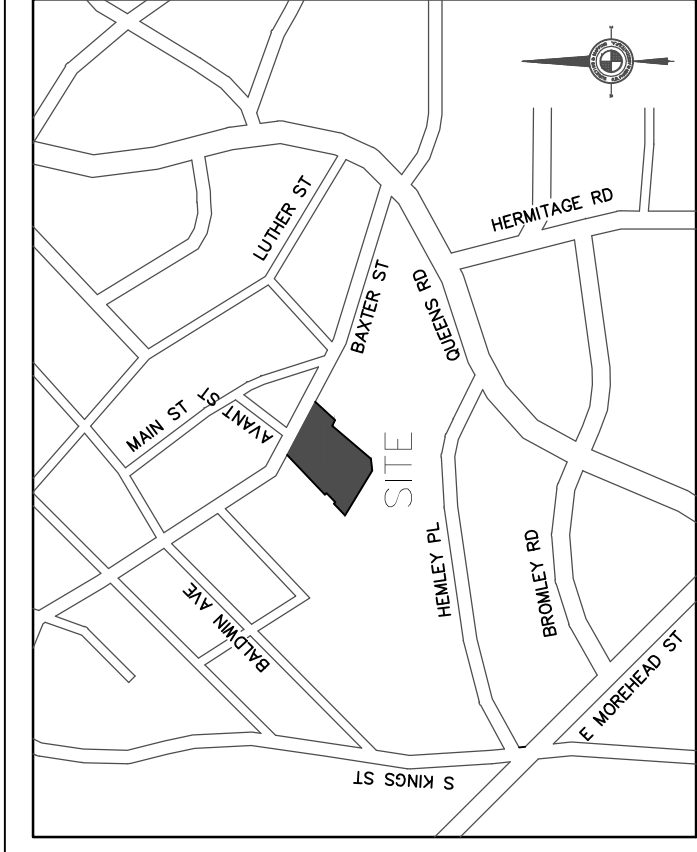 LUTHER ST
HERMITAGE RD
BAXTER ST
QUEENS RD
MAIN ST
AVANT ST
SITE
HEMLEY PL
BROMLEY RD
BALDWIN AVE
E MOREHEAD ST
S KINGS ST